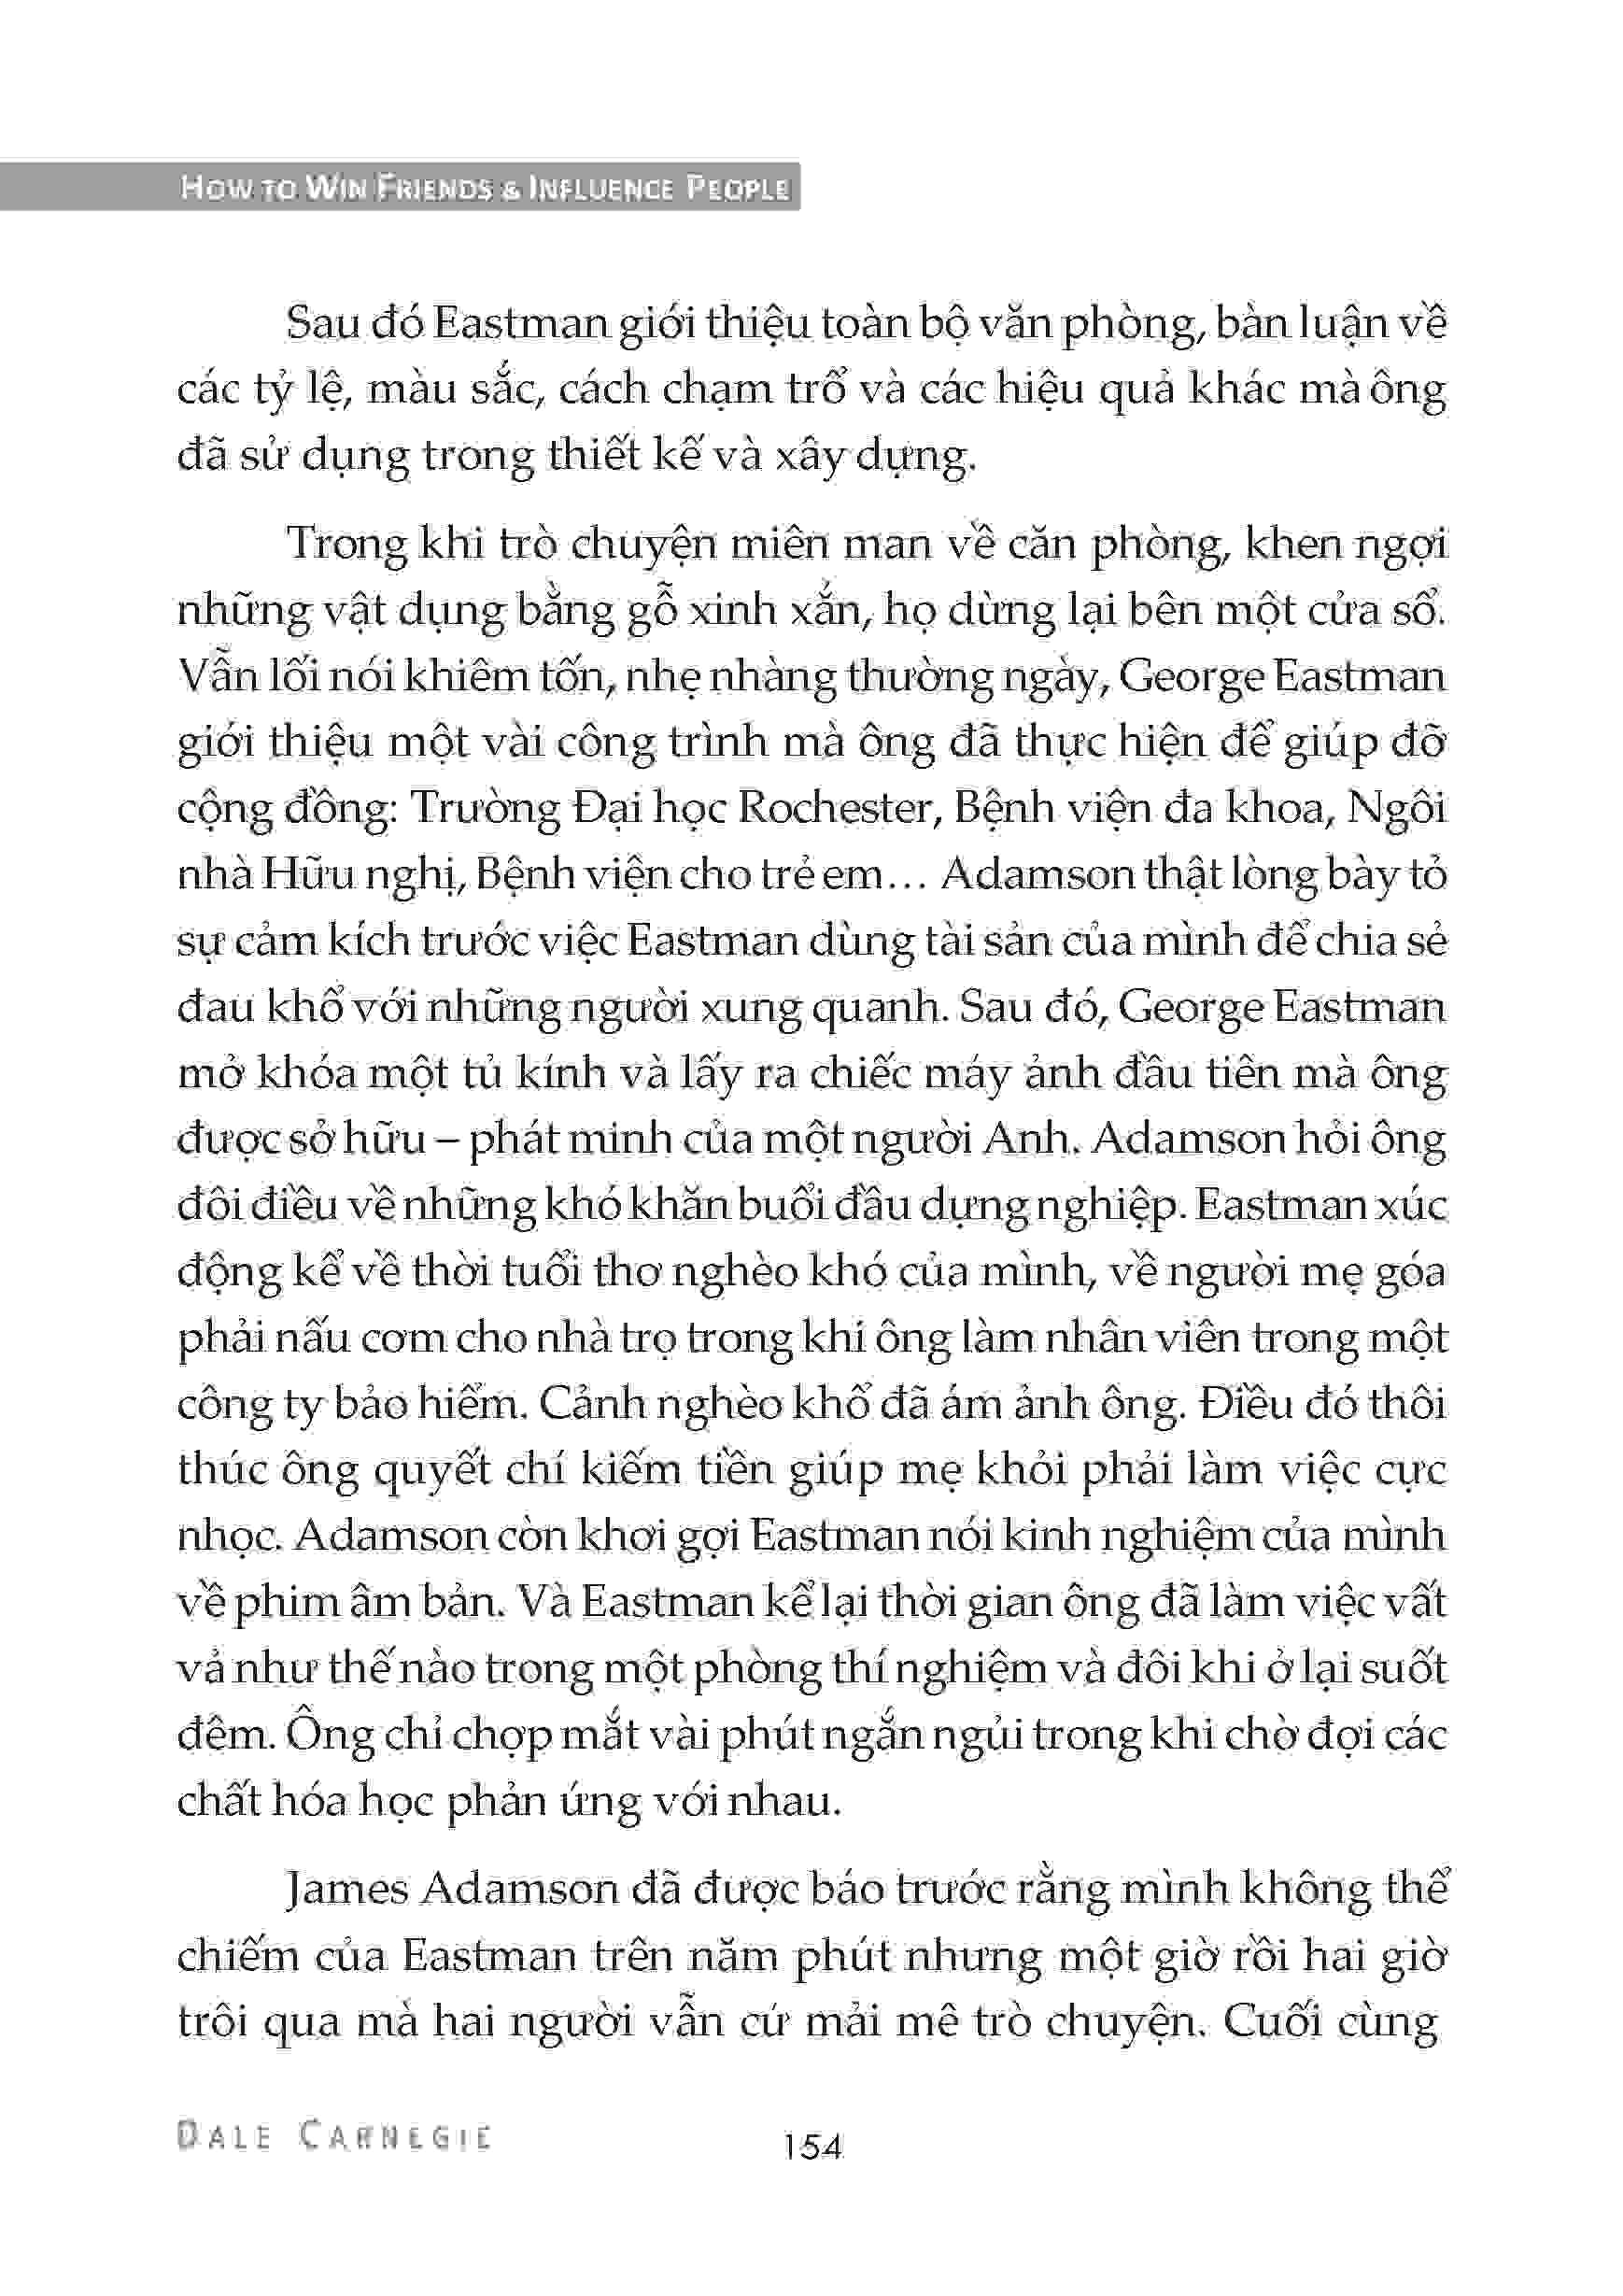 HOW TO WIN FRIENDS & INFLUENCE PEOPLE
Sau đó Eastman giới thiệu toàn bộ văn phòng, bàn luận về
các tỷ lệ, màu sắc, cách chạm trổ và các hiệu quả khác mà ông
đã sử dụng trong thiết kế và xây dựng.
Trong khi trò chuyện miên man về căn phòng, khen ngợi
những vật dụng bằng gỗ xinh xắn, họ dừng lại bên một cửa sổ.
Vẫn lối nói khiêm tốn, nhẹ nhàng thường ngày, George Eastman
giới thiệu một vài công trình mà ông đã thực hiện để giúp đỡ
cộng đồng: Trường Đại học Rochester, Bệnh viện đa khoa, Ngôi
nhà Hữu nghị, Bệnh viện cho trẻ em… Adamson thật lòng bày tỏ
sự cảm kích trước việc Eastman dùng tài sản của mình để chia sẻ
đau khổ với những người xung quanh. Sau đó, George Eastman
mở khóa một tủ kính và lấy ra chiếc máy ảnh đầu tiên mà ông
được sở hữu – phát minh của một người Anh. Adamson hỏi ông
đôi điều về những khó khăn buổi đầu dựng nghiệp. Eastman xúc
động kể về thời tuổi thơ nghèo khó của mình, về người mẹ góa
phải nấu cơm cho nhà trọ trong khi ông làm nhân viên trong một
công ty bảo hiểm. Cảnh nghèo khổ đã ám ảnh ông. Điều đó thôi
thúc ông quyết chí kiếm tiền giúp mẹ khỏi phải làm việc cực
nhọc. Adamson còn khơi gợi Eastman nói kinh nghiệm của mình
về phim âm bản. Và Eastman kể lại thời gian ông đã làm việc vất
vả như thế nào trong một phòng thí nghiệm và đôi khi ở lại suốt
đêm. Ông chỉ chợp mắt vài phút ngắn ngủi trong khi chờ đợi các
chất hóa học phản ứng với nhau.
James Adamson đã được báo trước rằng mình không thể
chiếm của Eastman trên năm phút nhưng một giờ rồi hai giờ
trôi qua mà hai người vẫn cứ mải mê trò chuyện. Cuối cùng
DALE CARNEGIE
154